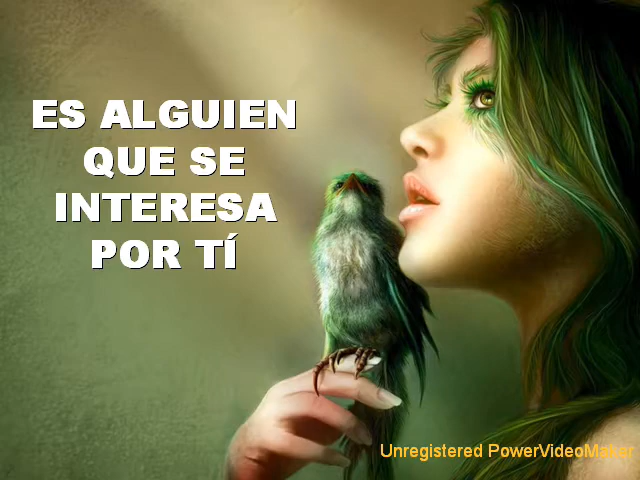 ES ALGUIEN
QUE SE
INTERESA
POR TÍ
Unregistered PowerVideoMaker